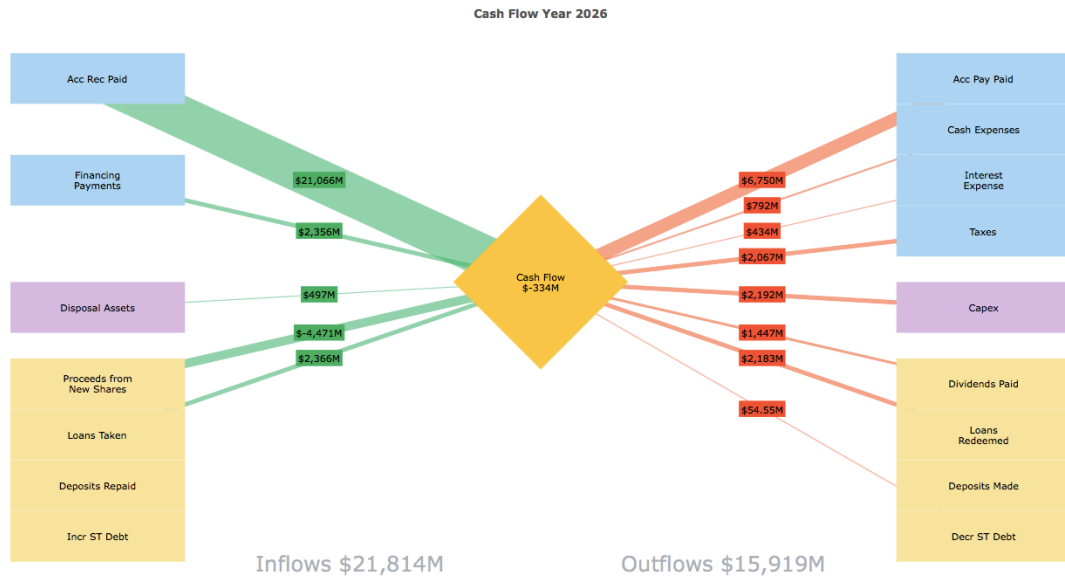 Cash Flow Year 2026
Acc Rec Paid
Financing
Payments
Disposal Assets
Proceeds from
New Shares
Loans Taken
Deposits Repaid
Incr ST Debt
$21,066M
$2,356M
$497M
$-4,471M
$2,366M
Cash Flow
$-334M
$6,750M
$792M
$434M
$2,067M
$2,192M
$1,447M
$2,183M
$54.55M
Acc Pay Paid
Cash Expenses
Interest
Expense
Taxes
Capex
Dividends Paid
Loans
Redeemed
Deposits Made
Decr ST Debt
Inflows $21,814M
Outflows $15,919M